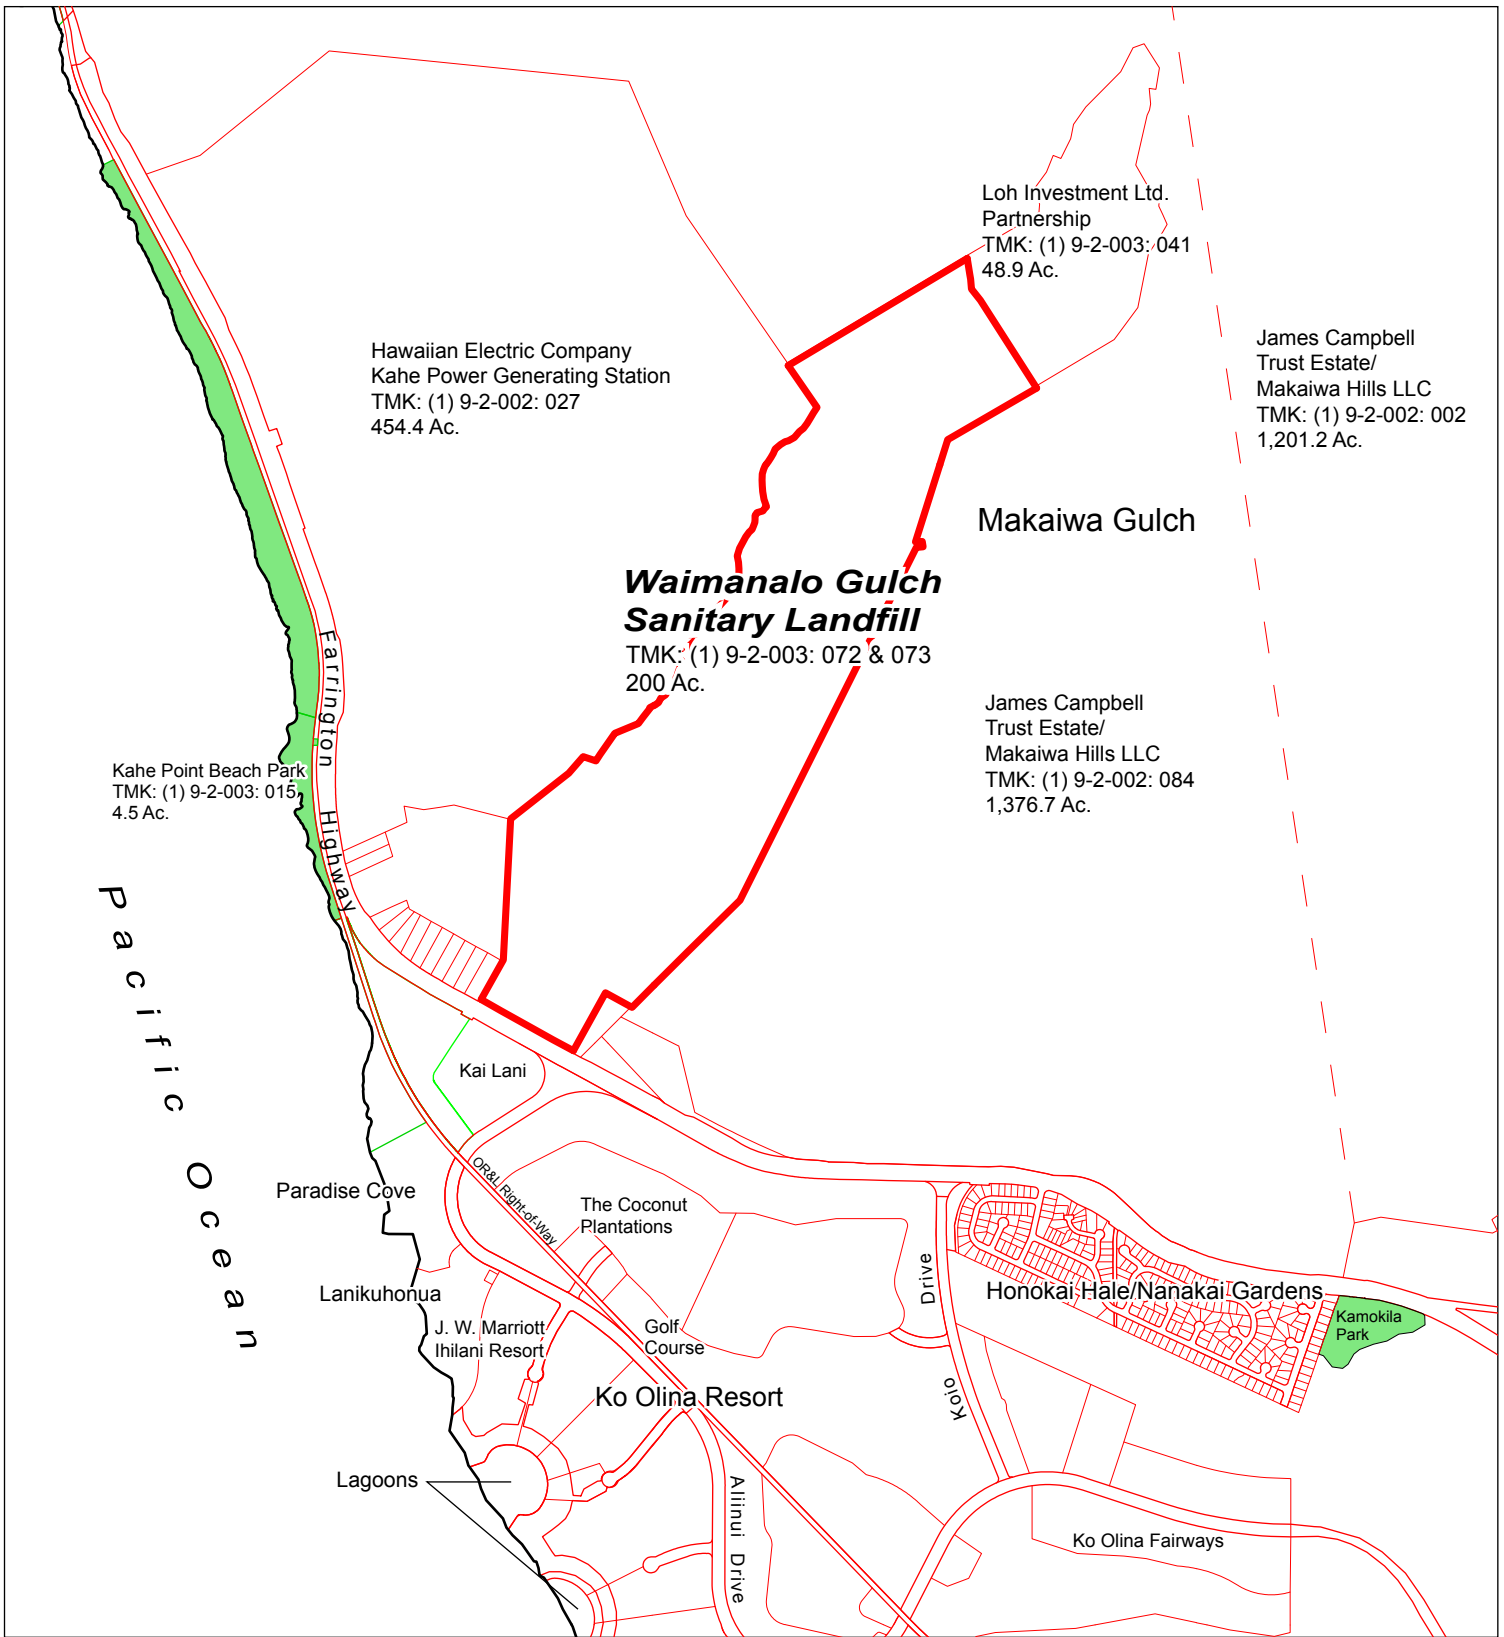 Loh Investment Ltd.
Partnership
TMK: (1) 9-2-003: 041
48.9 Ac.
Hawaiian Electric Company
Kahe Power Generating Station
TMK: (1) 9-2-002: 027
454.4 Ac.
James Campbell
Trust Estate/
Makaiwa Hills LLC
TMK: (1) 9-2-002: 002
1,201.2 Ac.
Makaiwa Gulch
Waimanalo Gulch
Sanitary Landfill
TMK: (1) 9-2-003: 072 & 073
200 Ac.
James Campbell
Trust Estate/
Makaiwa Hills LLC
TMK: (1) 9-2-002: 084
1,376.7 Ac.
Farrington Highway
Kahe Point Beach Park
TMK: (1) 9-2-003: 015
4.5 Ac.
Pacific Ocean
Kai Lani
OR&L Right-of-Way
Paradise Cove
The Coconut
Plantations
Lanikuhonua
J. W. Marriott
Ihilani Resort
Golf
Course
Koio Drive
Honokai Hale/Nanakai Gardens
Kamokila
Park
Ko Olina Resort
Lagoons
Aliinui Drive
Ko Olina Fairways